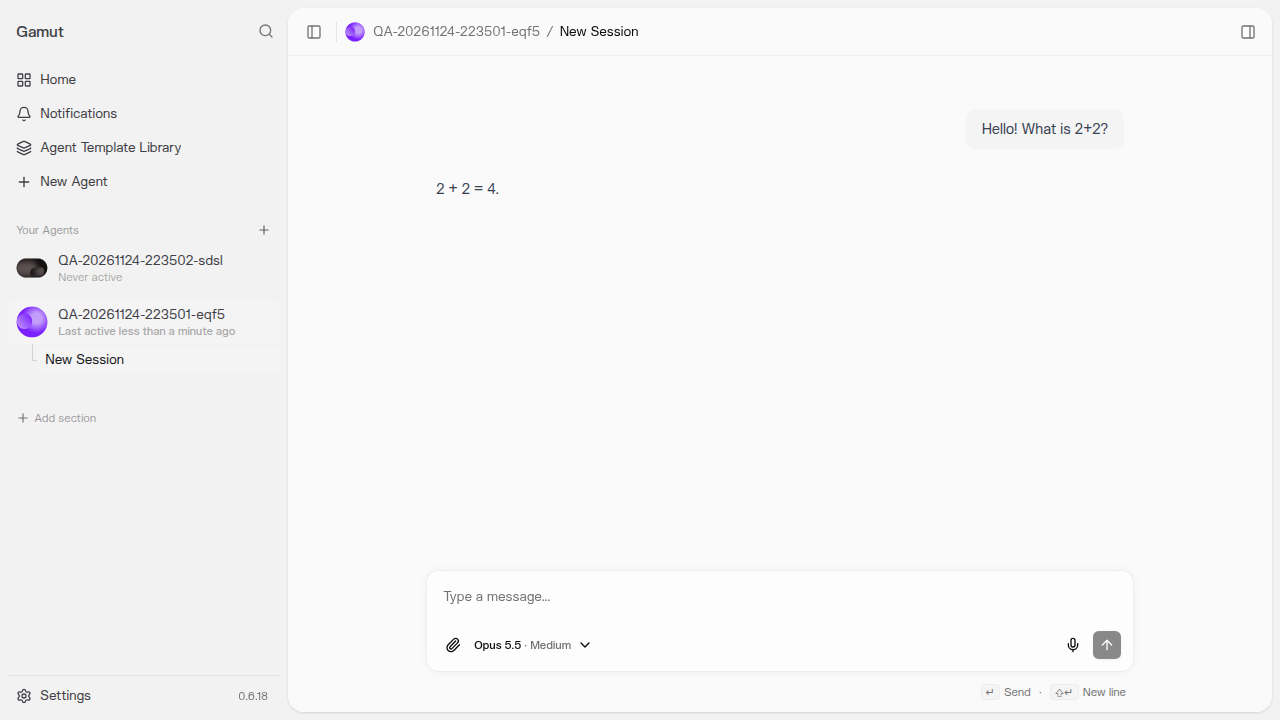 Gamut
Home
Notifications
Agent Template Library
New Agent
Your Agents
QA-20261124-223502-sdsl
Never active
QA-20261124-223501-eqf5
Last active less than a minute ago
New Session
Add section
Settings
0.6.18
QA-20261124-223501-eqf5 / New Session
Hello! What is 2+2?
2 + 2 = 4.
Type a message...
Opus 5.5 · Medium
Send · New line